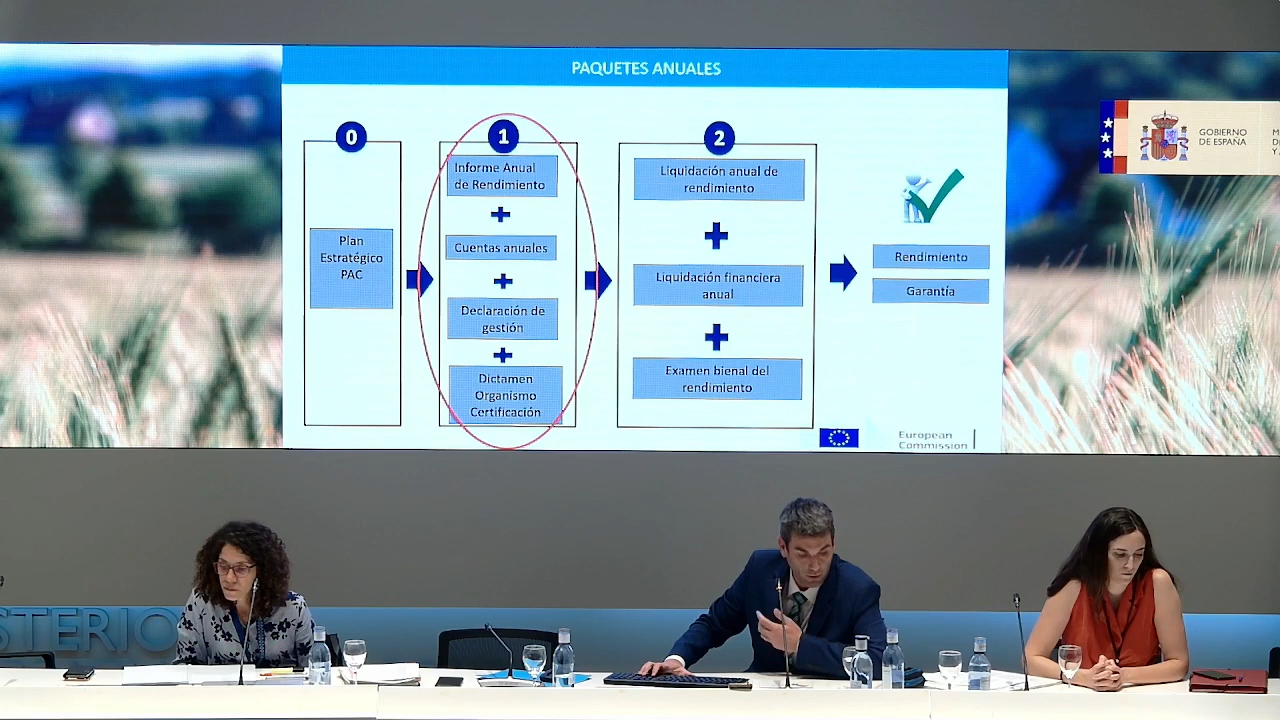 PAQUETES ANUALES
0
1
2
Plan
Estratégico
PAC
Informe Anual
de Rendimiento
Cuentas anuales
Declaración de
gestión
Dictamen
Organismo
Certificación
Liquidación anual de
rendimiento
Liquidación financiera
anual
Examen bienal del
rendimiento
Rendimiento
Garantía
European
Commission
GOBIERNO
DE ESPAÑA
M
D
Y
STERIO